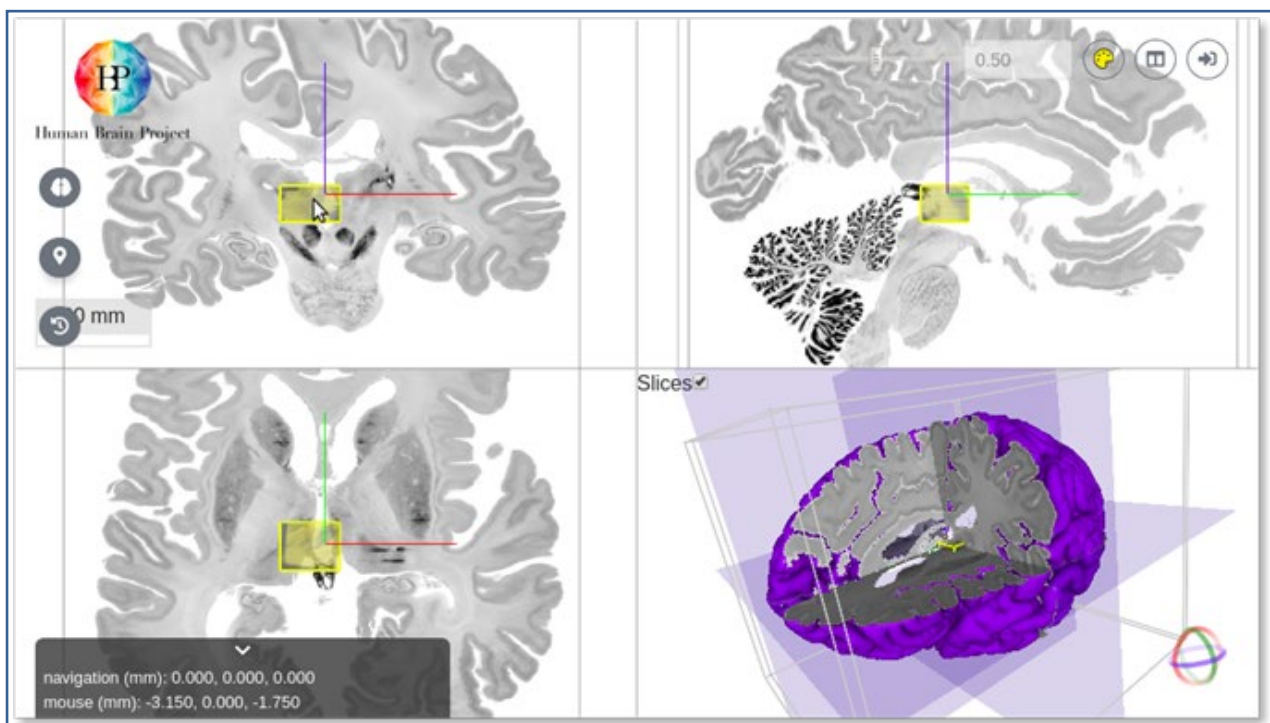 0.50
HP
Human Brain Project
0 mm
Slices
navigation (mm): 0.000, 0.000, 0.000
mouse (mm): -3.150, 0.000, -1.750